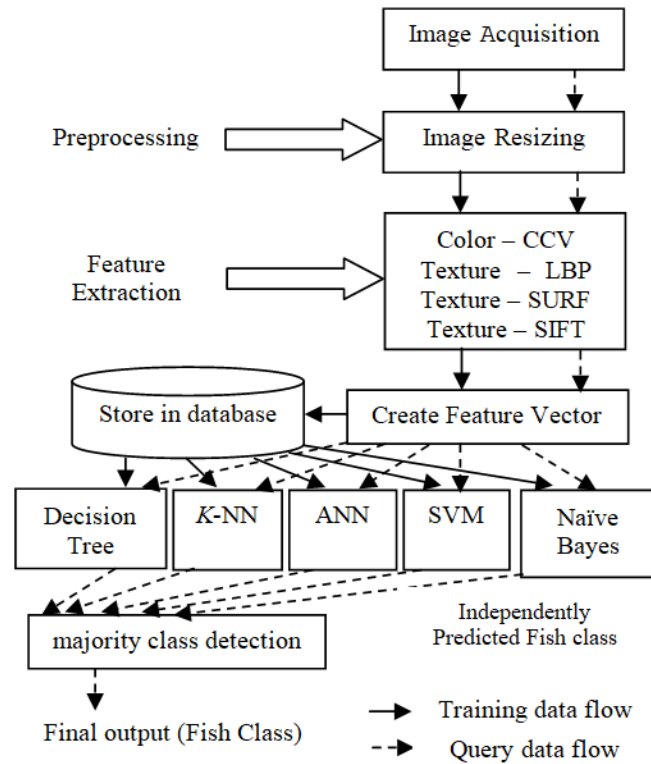 Image Acquisition
Preprocessing
Image Resizing
Feature
Extraction
Color – CCV
Texture – LBP
Texture – SURF
Texture – SIFT
Store in database
Create Feature Vector
Decision
Tree
K-NN
ANN
SVM
Naïve
Bayes
Independently
Predicted Fish class
majority class detection
Final output (Fish Class)
Training data flow
Query data flow